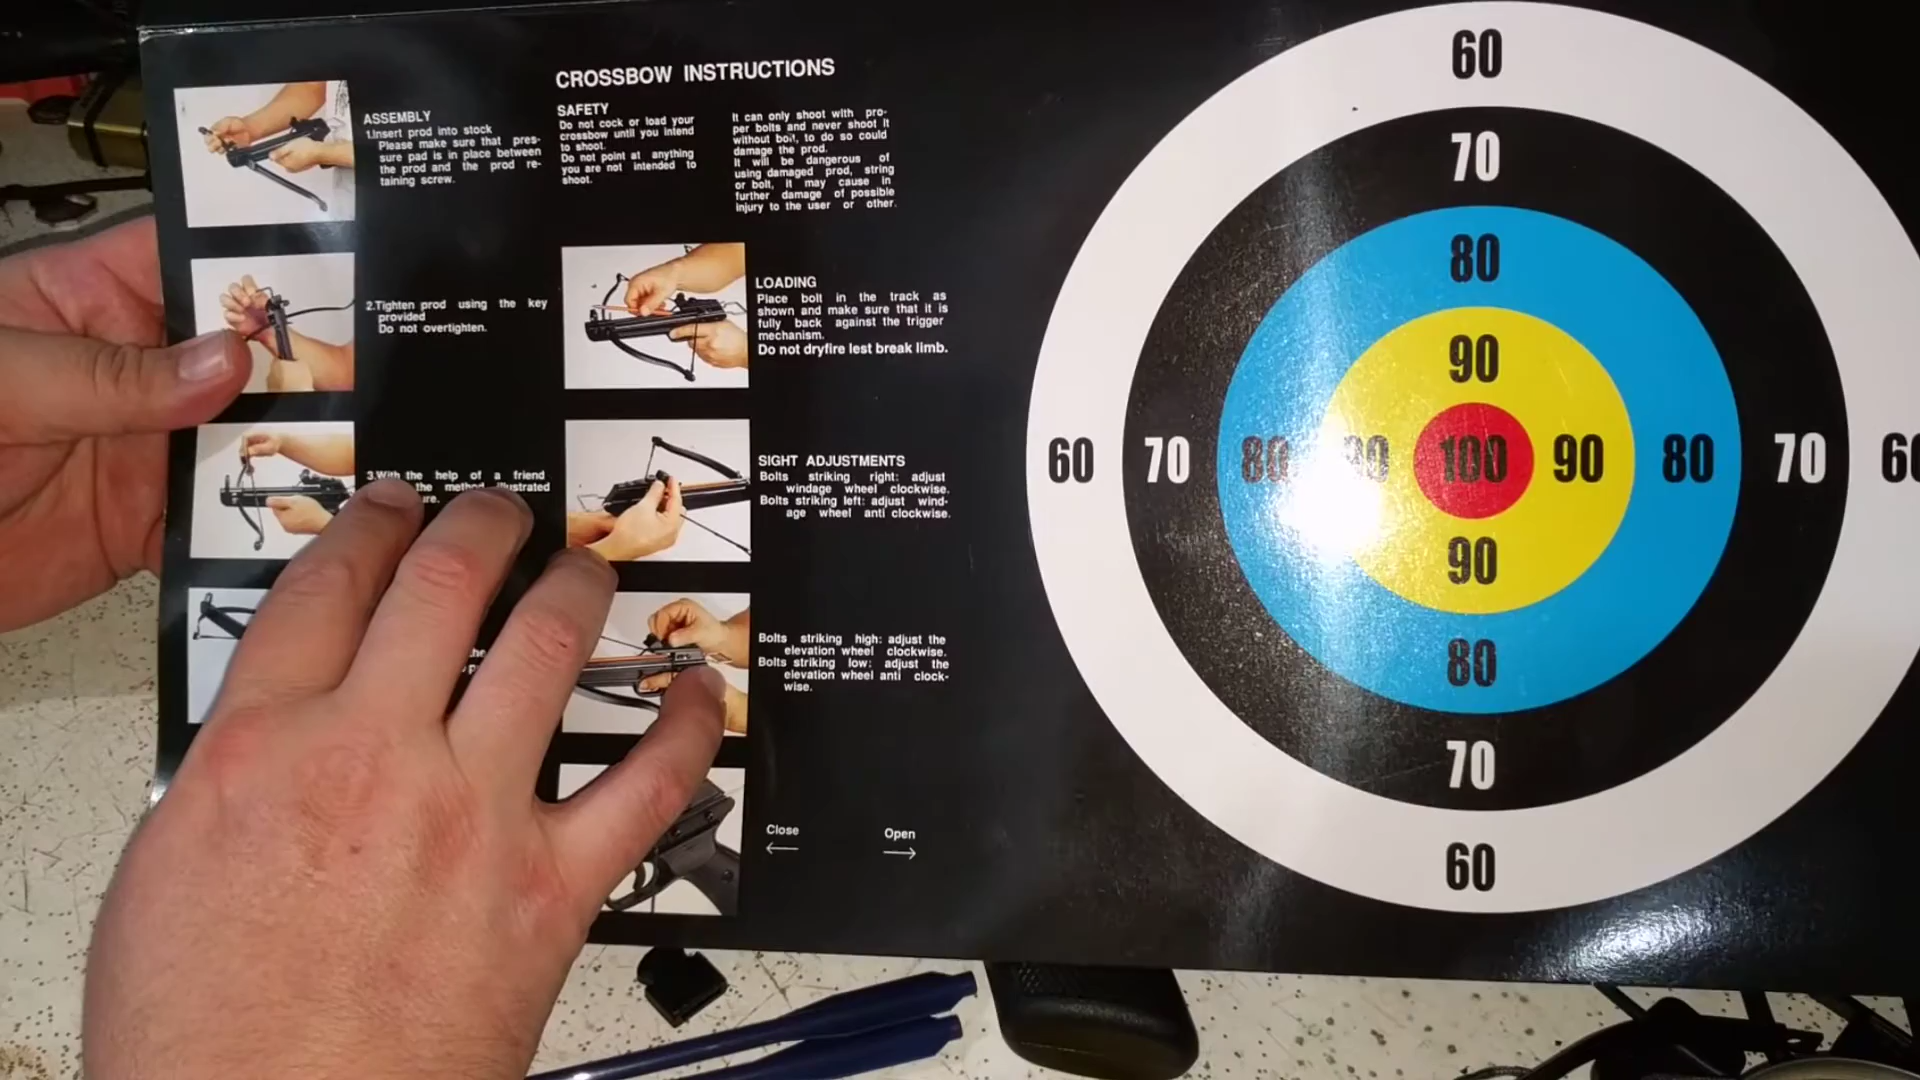 CROSSBOW INSTRUCTIONS
ASSEMBLY
1.Insert prod into stock
Please make sure that pres-
sure pad is in place between
the prod and the prod re-
taining screw.
2.Tighten prod using the key
provided
Do not overtighten.
3.With the help of a friend
the method illustrated
SAFETY
Do not cock or load your
crossbow until you intend
to shoot.
Do not point at anything
you are not intended to
shoot.
It can only shoot with pro-
per bolts and never shoot it
without bolt, to do so could
damage the prod.
It will be dangerous of
using damaged prod, string
or bolt, it may cause in
further damage of possible
injury to the user or other.
LOADING
Place bolt in the track as
shown and make sure that it is
fully back against the trigger
mechanism.
Do not dryfire lest break limb.
SIGHT ADJUSTMENTS
Bolts striking right: adjust
windage wheel clockwise.
Bolts striking left: adjust wind-
age wheel anti clockwise.
Bolts striking high: adjust the
elevation wheel clockwise.
Bolts striking low: adjust the
elevation wheel anti clock-
wise.
Close Open
60
70
80
90
60 70 80 90 100 90 80 70 60
90
80
70
60